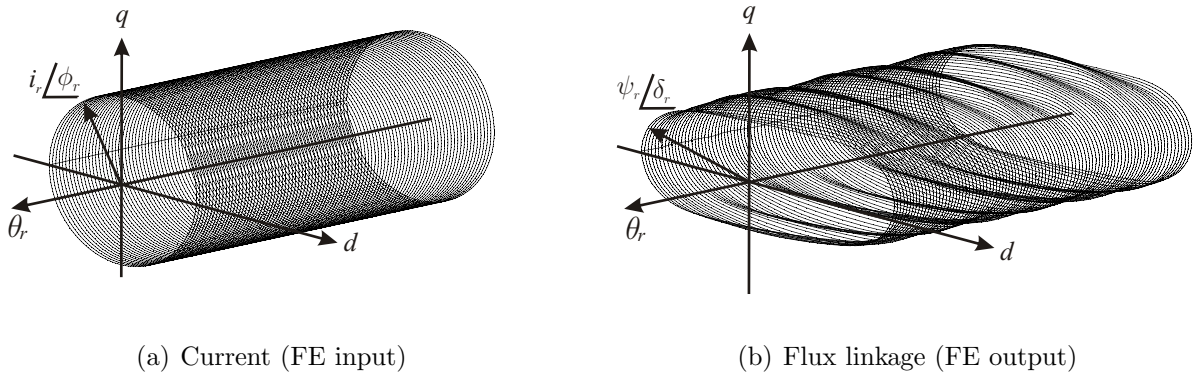 q
i_r∠ϕ_r
θ_r
d
(a) Current (FE input)
q
ψ_r∠δ_r
θ_r
d
(b) Flux linkage (FE output)